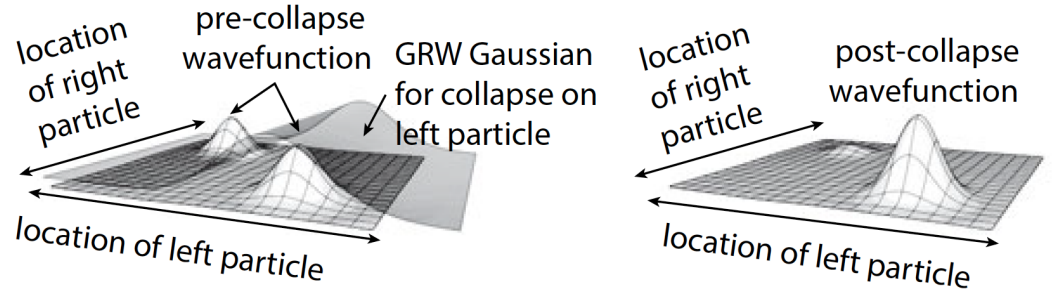 location
of right
particle
pre-collapse
wavefunction
GRW Gaussian
for collapse on
left particle
location of left particle
location
of right
particle
post-collapse
wavefunction
location of left particle